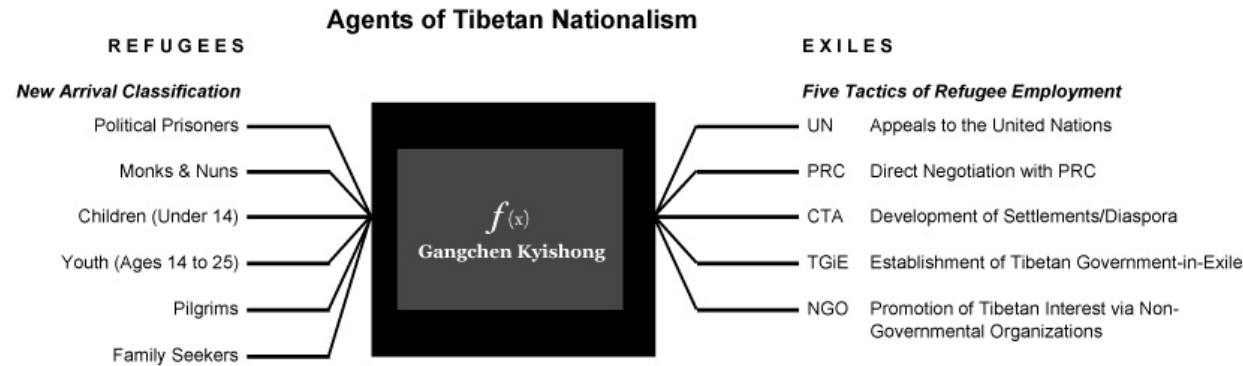 Agents of Tibetan Nationalism
REFUGEES
New Arrival Classification
Political Prisoners
Monks & Nuns
Children (Under 14)
Youth (Ages 14 to 25)
Pilgrims
Family Seekers
f(x)
Gangchen Kyishong
EXILES
Five Tactics of Refugee Employment
UN Appeals to the United Nations
PRC Direct Negotiation with PRC
CTA Development of Settlements/Diaspora
TGiE Establishment of Tibetan Government-in-Exile
NGO Promotion of Tibetan Interest via Non-
Governmental Organizations